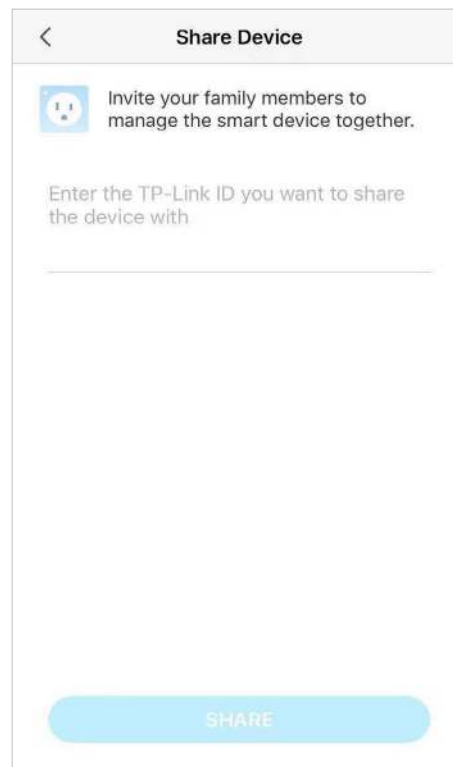 Share Device
Invite your family members to
manage the smart device together.
Enter the TP-Link ID you want to share
the device with
SHARE